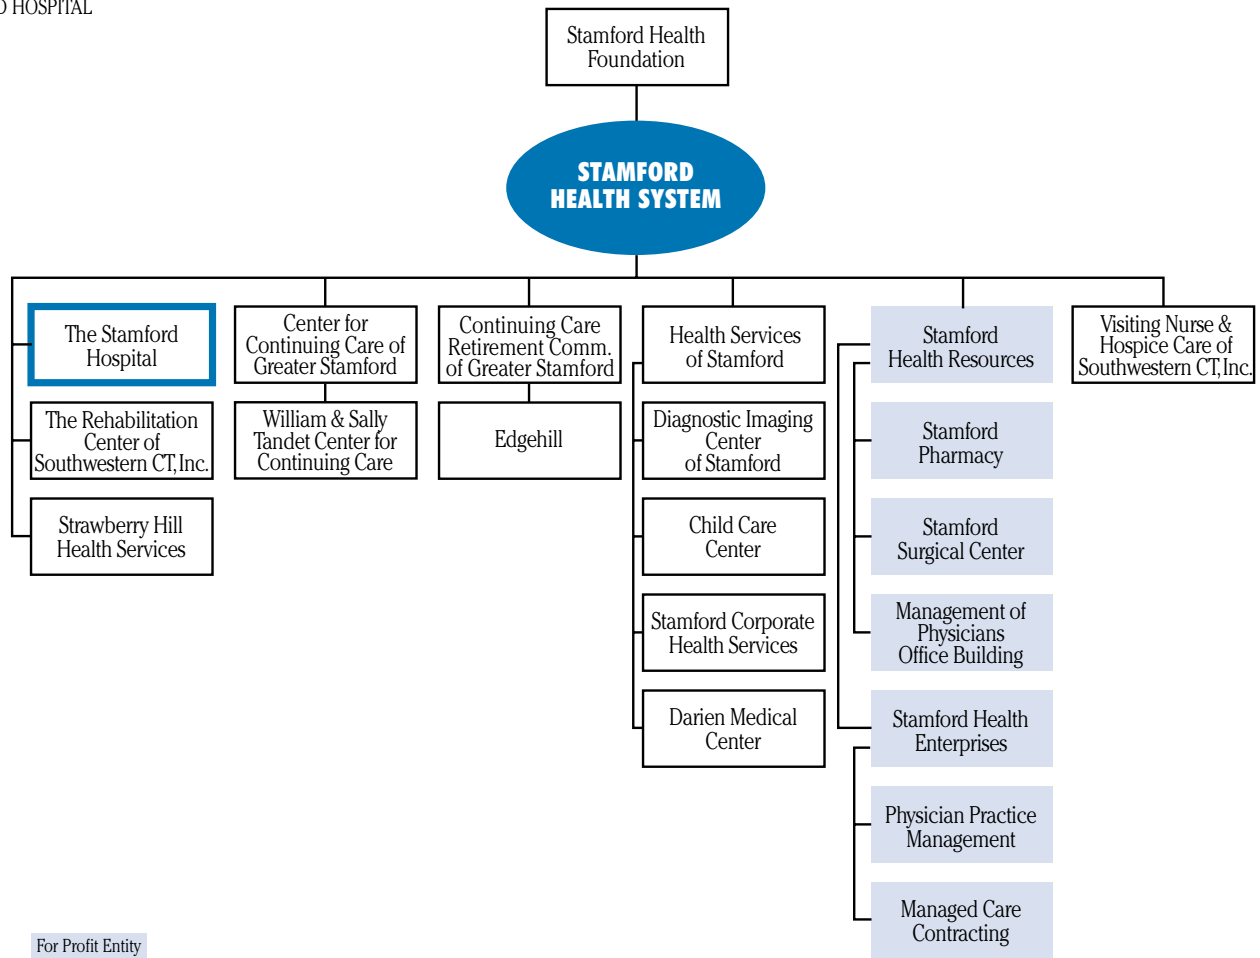 HOSPITAL
Stamford Health
Foundation
STAMFORD
HEALTH SYSTEM
The Stamford
Hospital
Center for
Continuing Care of
Greater Stamford
Continuing Care
Retirement Comm.
of Greater Stamford
Health Services
of Stamford
Stamford
Health Resources
Visiting Nurse &
Hospice Care of
Southwestern CT, Inc.
The Rehabilitation
Center of
Southwestern CT, Inc.
William & Sally
Tandet Center for
Continuing Care
Edgehill
Diagnostic Imaging
Center
of Stamford
Stamford
Pharmacy
Strawberry Hill
Health Services
Child Care
Center
Stamford
Surgical Center
Stamford Corporate
Health Services
Management of
Physicians
Office Building
Darien Medical
Center
Stamford Health
Enterprises
Physician Practice
Management
Managed Care
Contracting
For Profit Entity